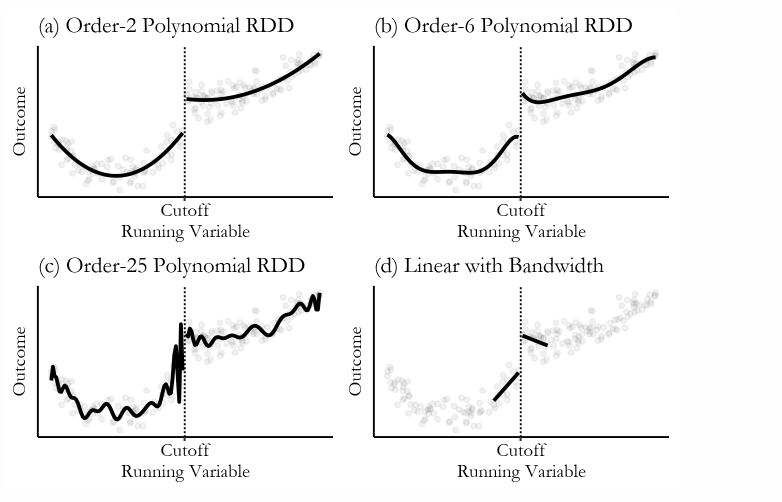 (a) Order-2 Polynomial RDD
Outcome
Cutoff
Running Variable
(b) Order-6 Polynomial RDD
Outcome
Cutoff
Running Variable
(c) Order-25 Polynomial RDD
Outcome
Cutoff
Running Variable
(d) Linear with Bandwidth
Outcome
Cutoff
Running Variable